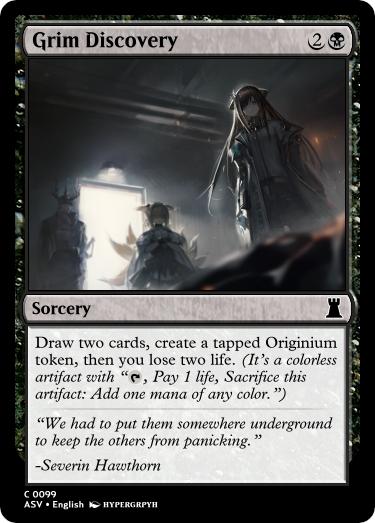 Grim Discovery 2
Sorcery
Draw two cards, create a tapped Originium
token, then you lose two life. (It's a colorless
artifact with “, Pay 1 life, Sacrifice this
artifact: Add one mana of any color.”)
“We had to put them somewhere underground
to keep the others from panicking.”
-Severin Hawthorn
C 0099
ASV • English HYPERGRPYH